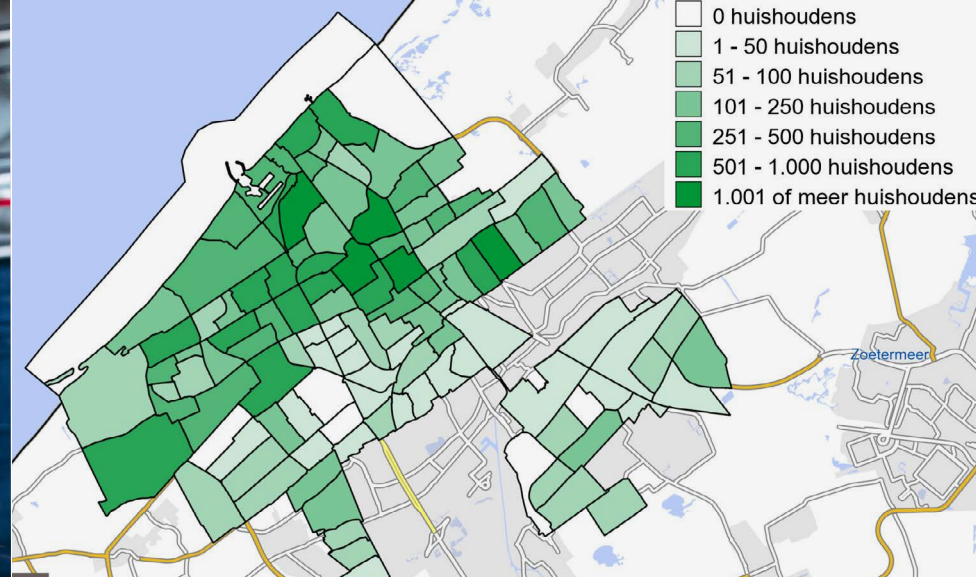 0 huishoudens
1 - 50 huishoudens
51 - 100 huishoudens
101 - 250 huishoudens
251 - 500 huishoudens
501 - 1.000 huishoudens
1.001 of meer huishoudens
Zoetermeer